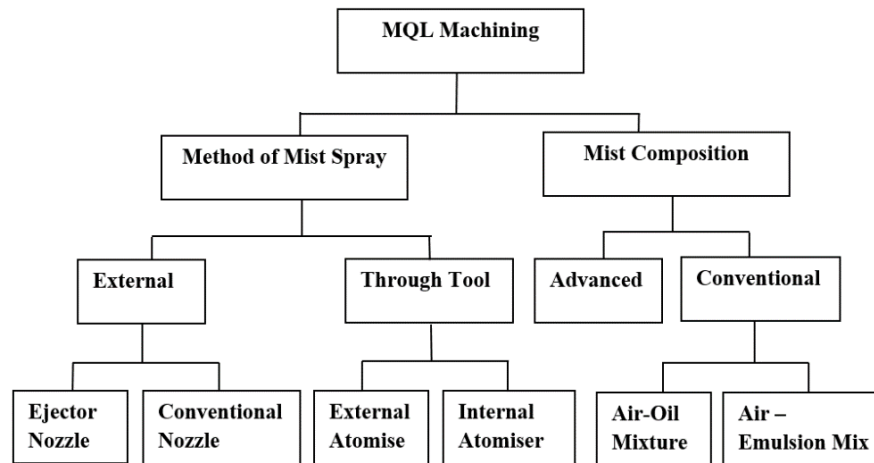 MQL Machining
Method of Mist Spray
Mist Composition
External
Through Tool
Advanced
Conventional
Ejector
Nozzle
Conventional
Nozzle
External
Atomise
Internal
Atomiser
Air-Oil
Mixture
Air –
Emulsion Mix